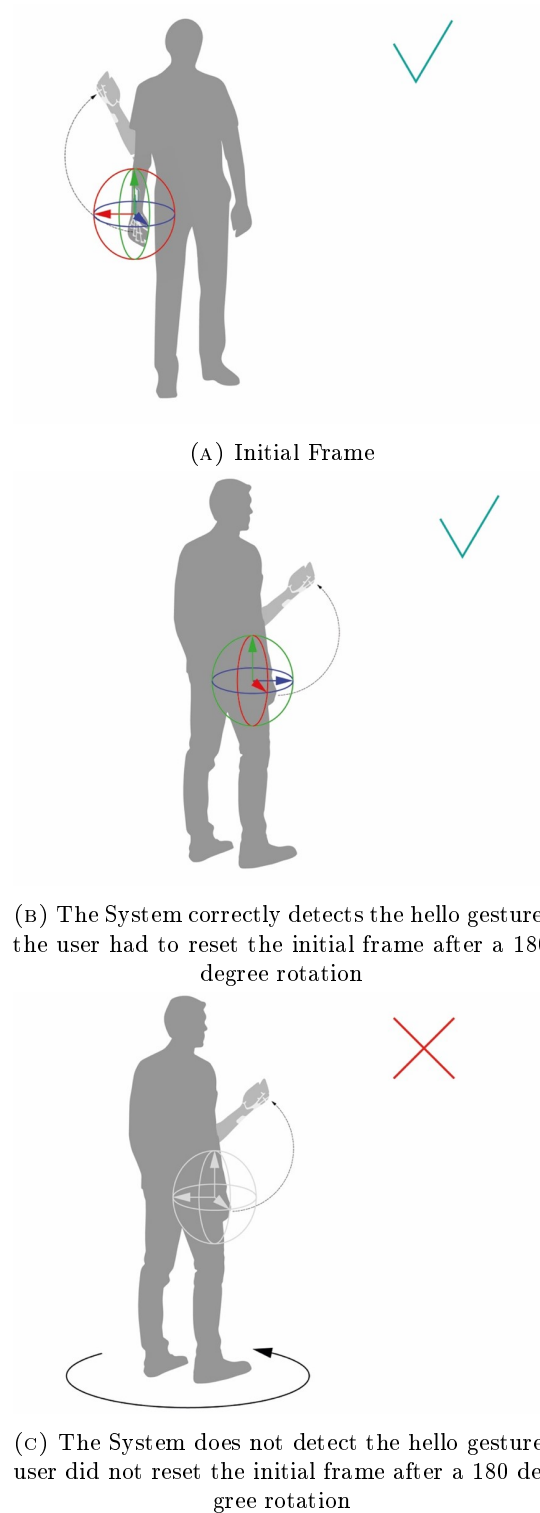 (A) Initial Frame
(B) The System correctly detects the hello gesture
the user had to reset the initial frame after a 180
degree rotation
(C) The System does not detect the hello gesture
user did not reset the initial frame after a 180 de-
gree rotation